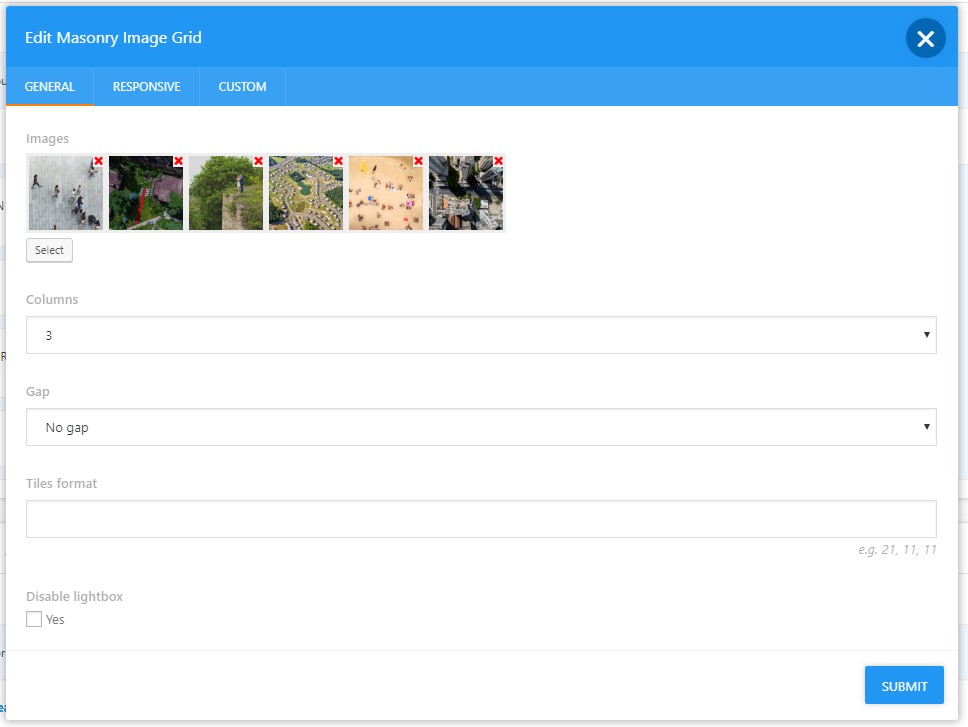 Edit Masonry Image Grid
GENERAL
RESPONSIVE
CUSTOM
Images
Select
Columns
3
Gap
No gap
Tiles format
e.g. 21, 11, 11
Disable lightbox
Yes
SUBMIT